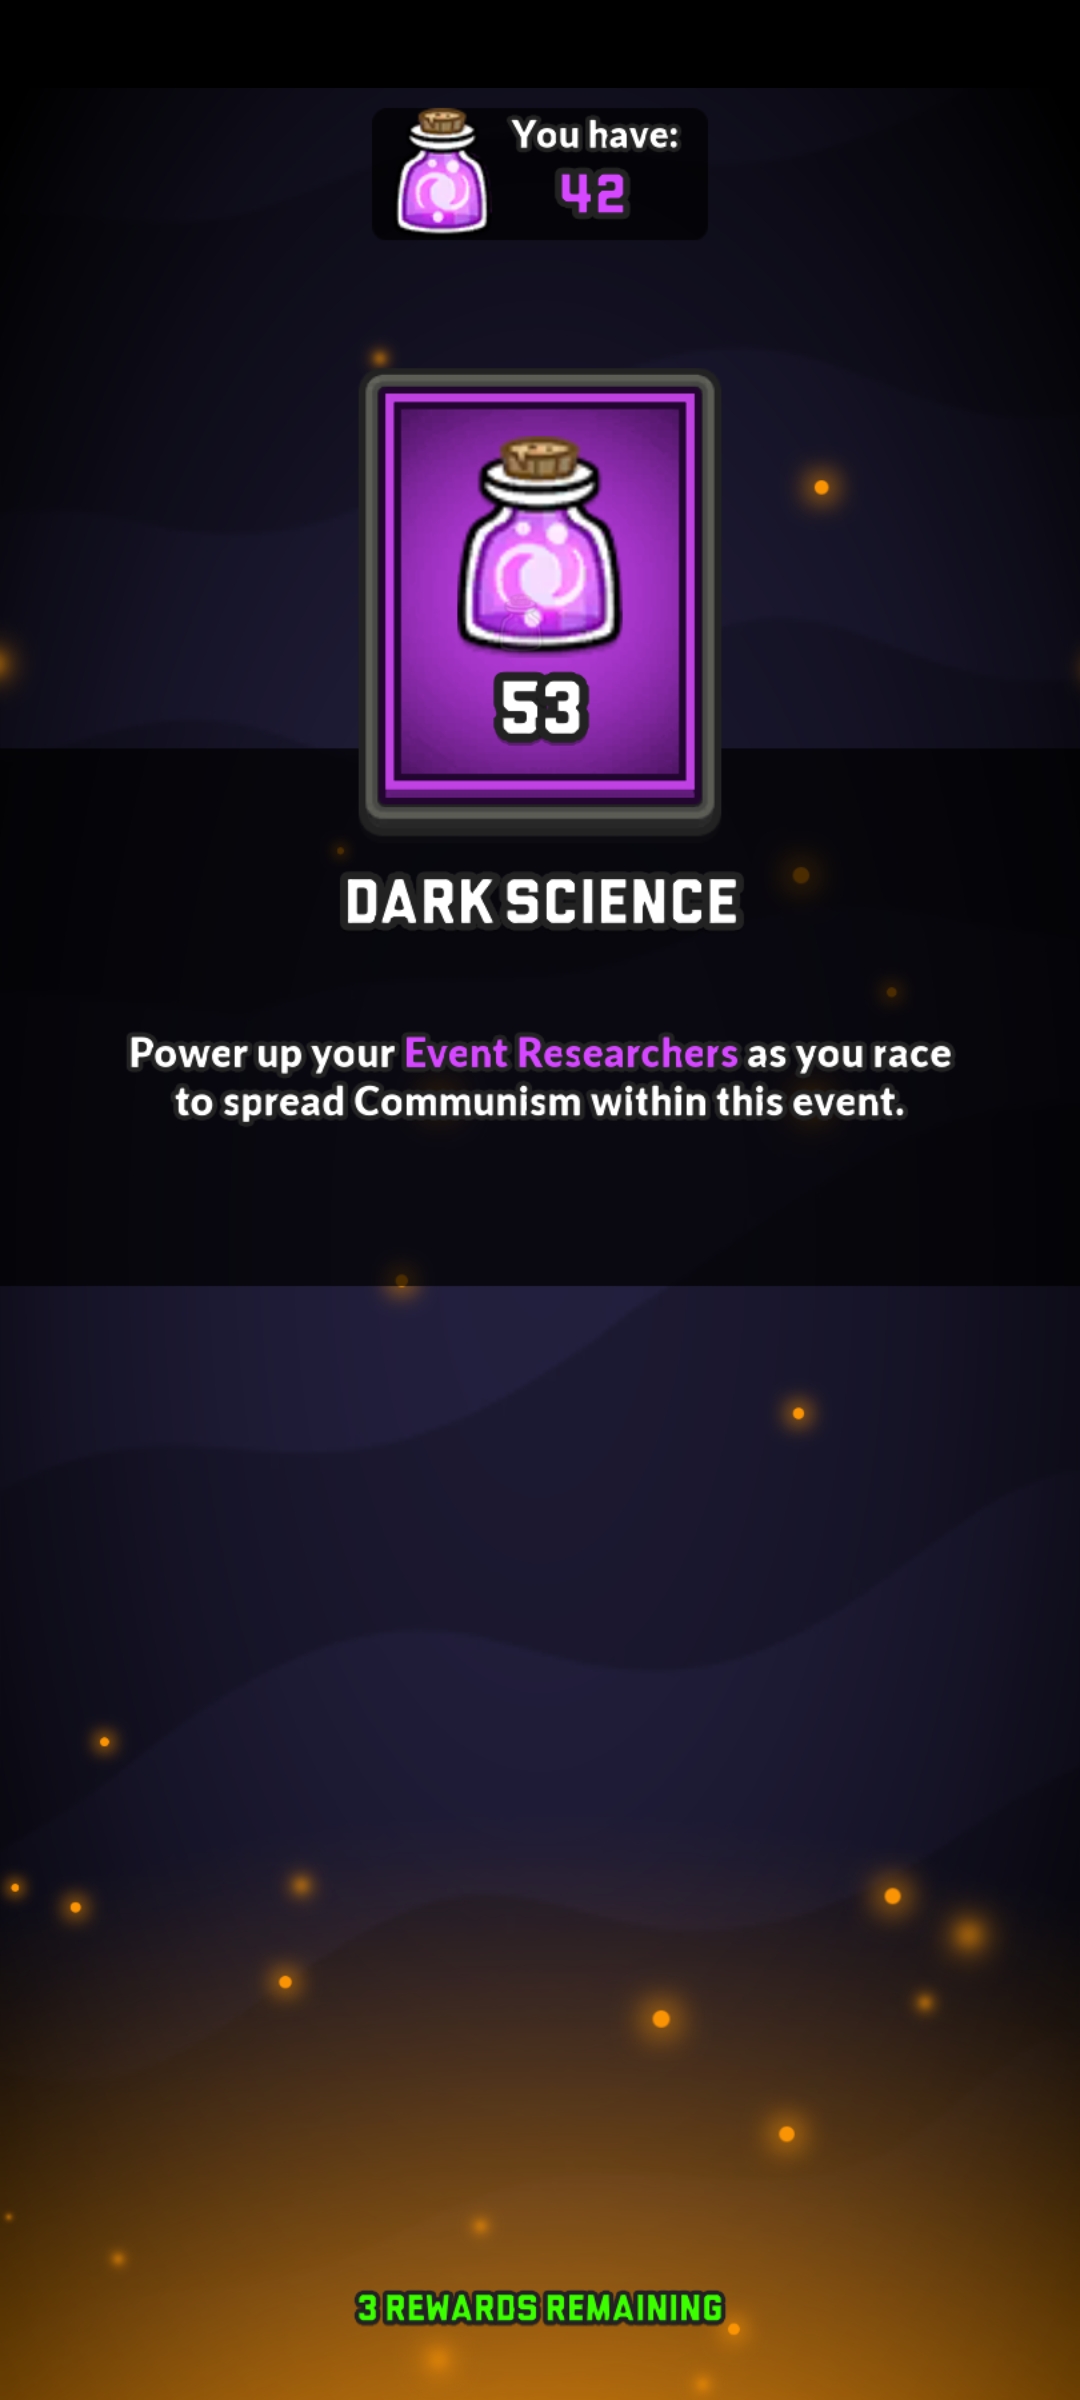 You have:
42
53
DARK SCIENCE
Power up your Event Researchers as you race
to spread Communism within this event.
3 REWARDS REMAINING